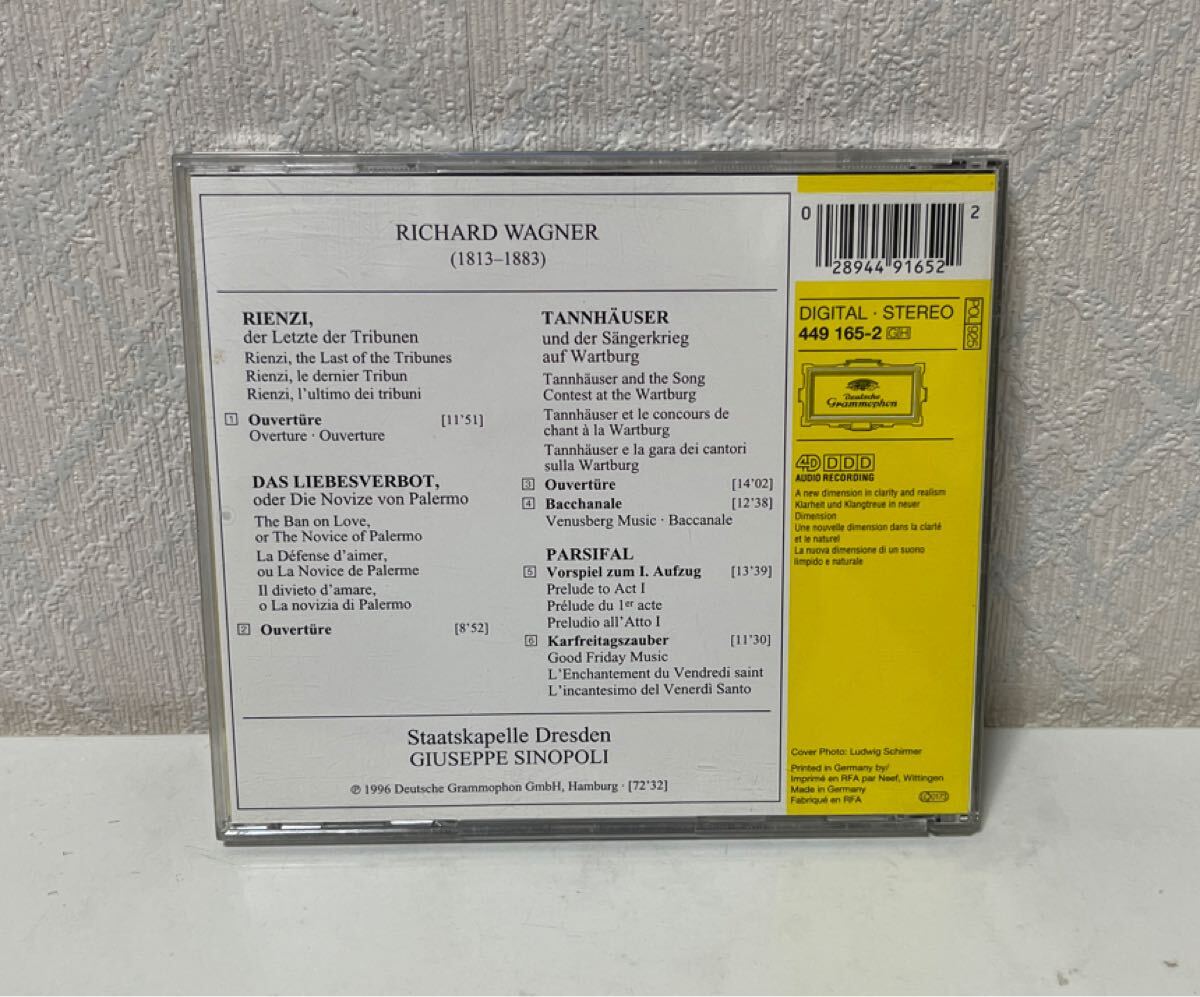 RICHARD WAGNER
(1813–1883)
RIENZI,
der Letzte der Tribunen
Rienzi, the Last of the Tribunes
Rienzi, le dernier Tribun
Rienzi, l'ultimo dei tribuni
1 Ouvertüre [11'51]
Overture · Ouverture
DAS LIEBESVERBOT,
oder Die Novize von Palermo
The Ban on Love,
or The Novice of Palermo
La Défense d'aimer,
ou La Novice de Palerme
Il divieto d'amare,
o La novizia di Palermo
2 Ouvertüre [8'52]
TANNHÄUSER
und der Sängerkrieg
auf Wartburg
Tannhäuser and the Song
Contest at the Wartburg
Tannhäuser et le concours de
chant à la Wartburg
Tannhäuser e la gara dei cantori
sulla Wartburg
3 Ouvertüre [14'02]
4 Bacchanale [12'38]
Venusberg Music · Baccanale
PARSIFAL
5 Vorspiel zum I. Aufzug [13'39]
Prelude to Act I
Prélude du 1er acte
Preludio all'Atto I
6 Karfreitagszauber [11'30]
Good Friday Music
L'Enchantement du Vendredi saint
L'incantesimo del Venerdì Santo
Staatskapelle Dresden
GIUSEPPE SINOPOLI
℗ 1996 Deutsche Grammophon GmbH, Hamburg · [72'32]
0 28944 91652 2
DIGITAL · STEREO
449 165-2 GH
POL 925
Deutsche
Grammophon
4D DDD
AUDIO RECORDING
A new dimension in clarity and realism
Klarheit und Klangtreue in neuer
Dimension
Une nouvelle dimension dans la clarté
et le naturel
La nuova dimensione di un suono
limpido e naturale
Cover Photo: Ludwig Schirmer
Printed in Germany by/
Imprimé en RFA par Neef, Wittingen
Made in Germany
Fabriqué en RFA